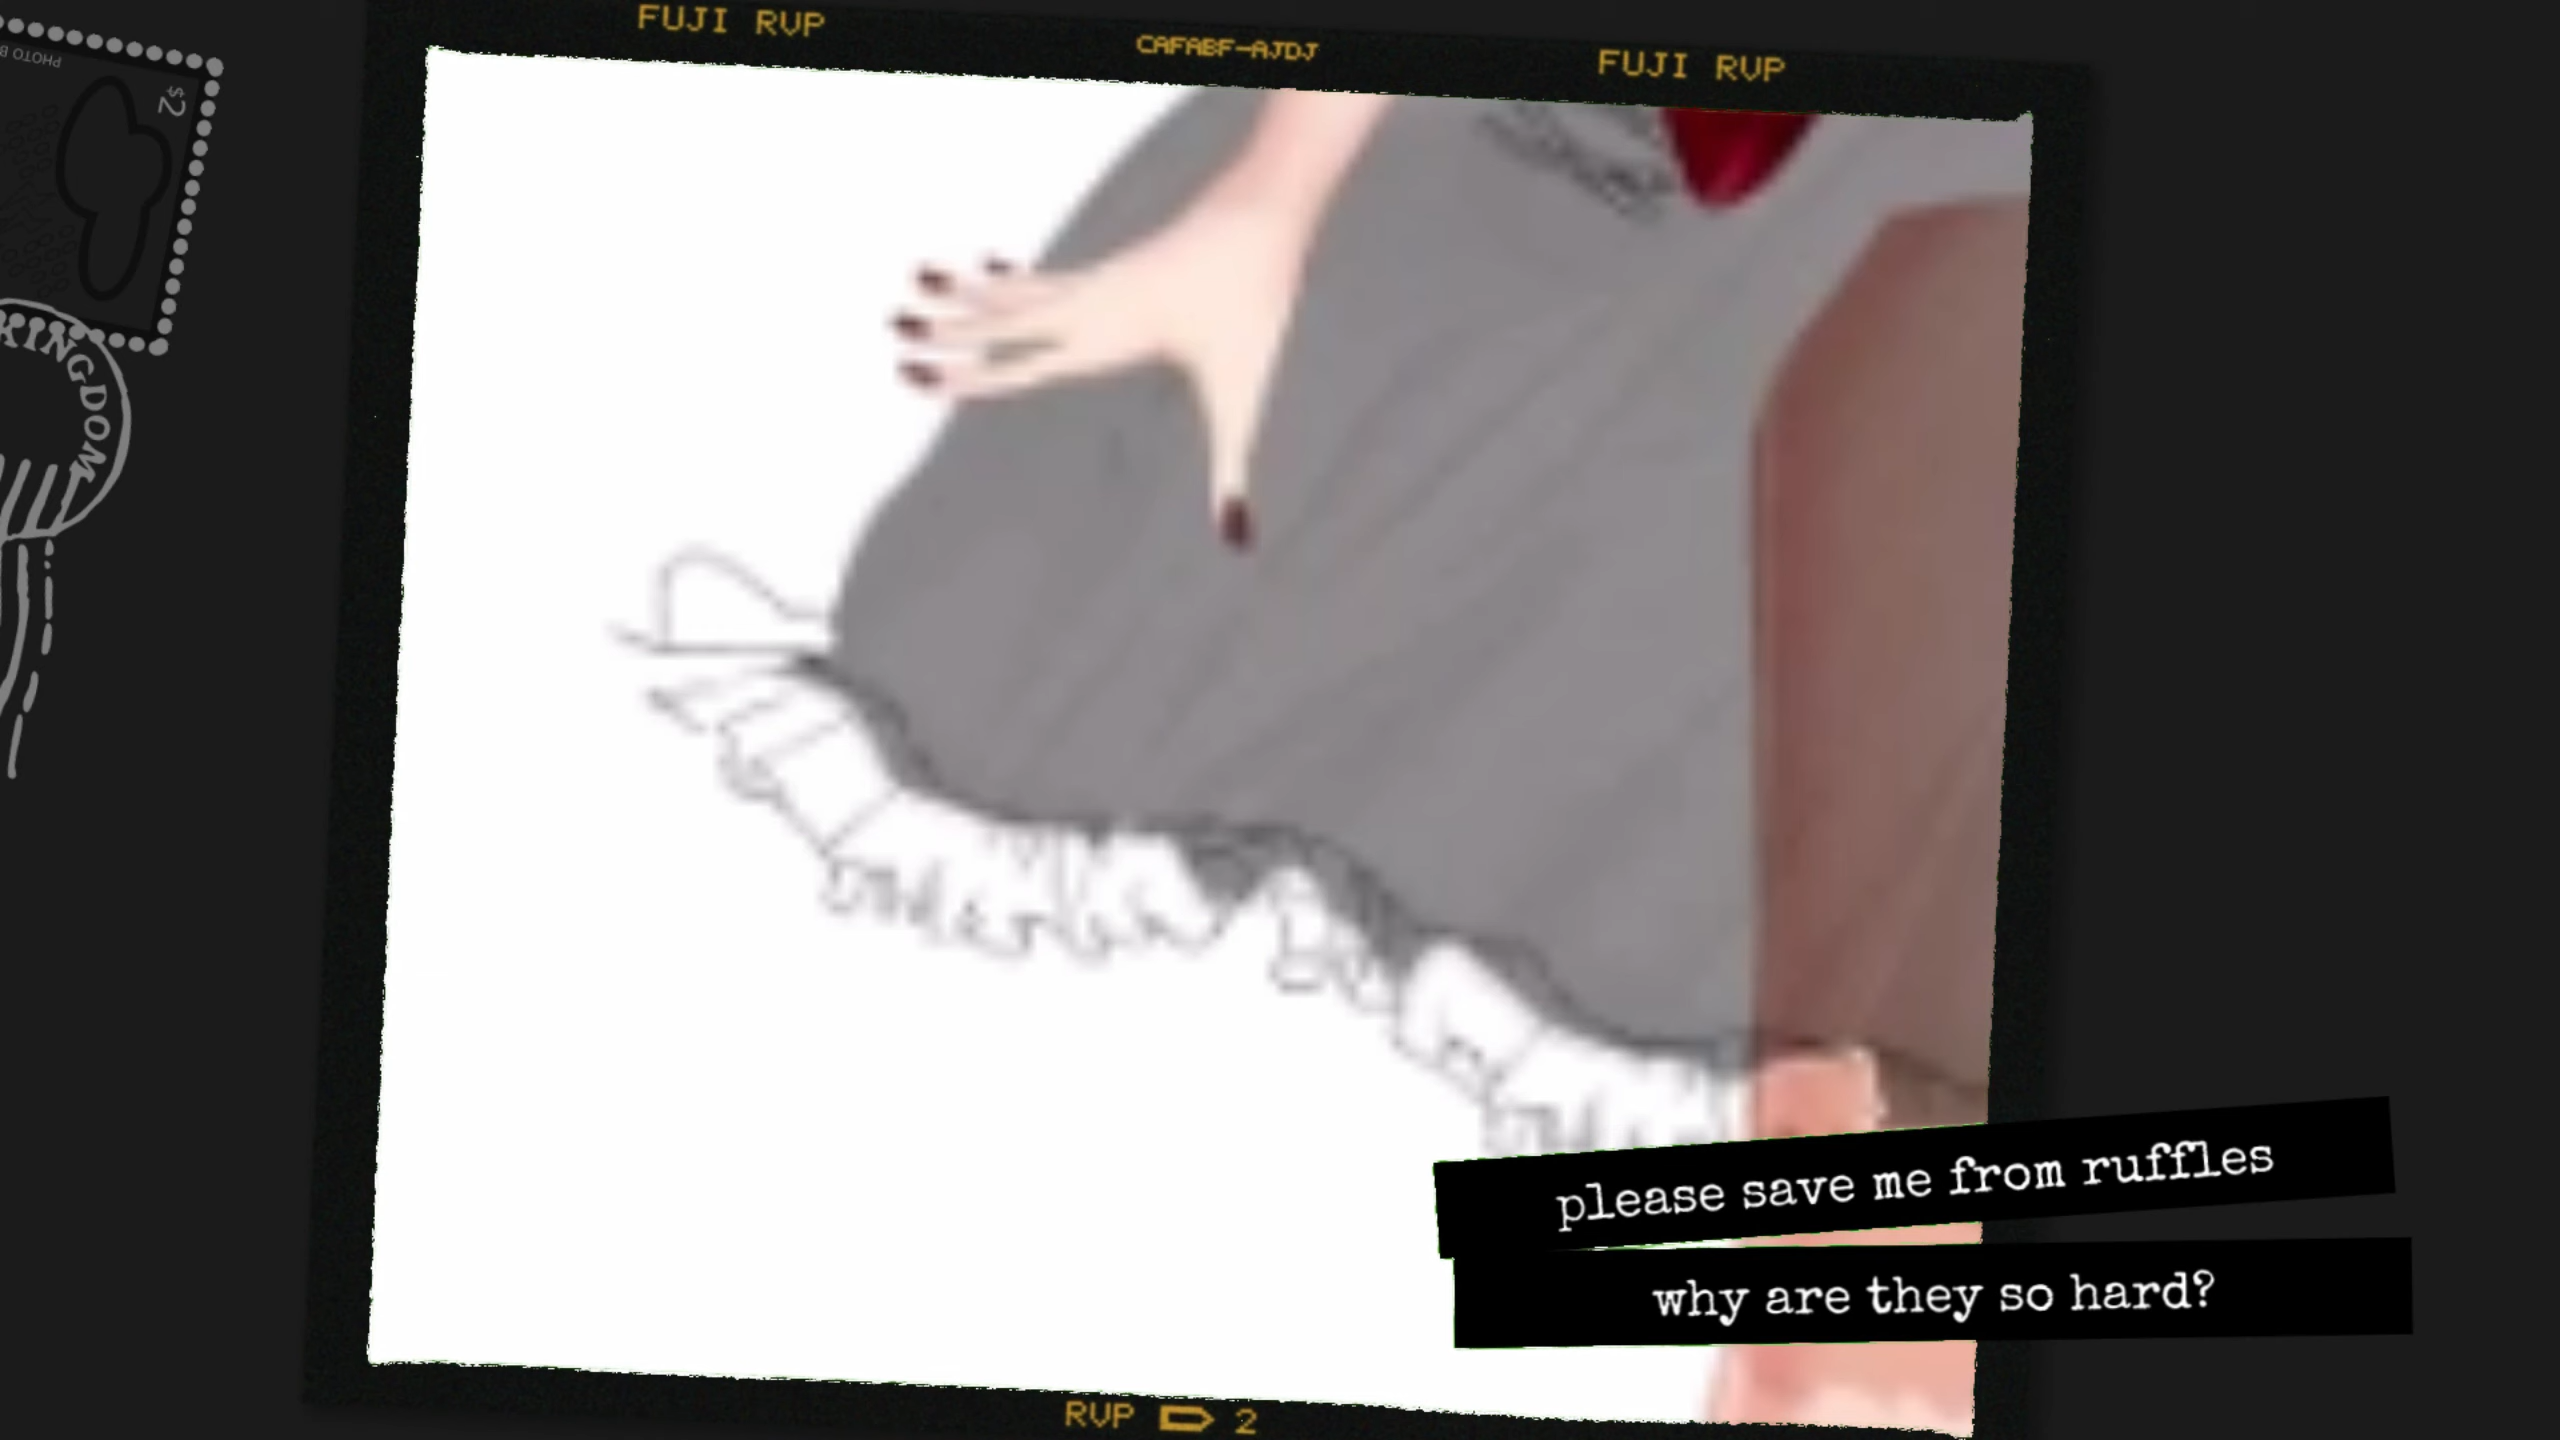 FUJI RVP
CAFABF-AJDJ
FUJI RVP
$2
KINGDOM
please save me from ruffles
why are they so hard?
RVP 2